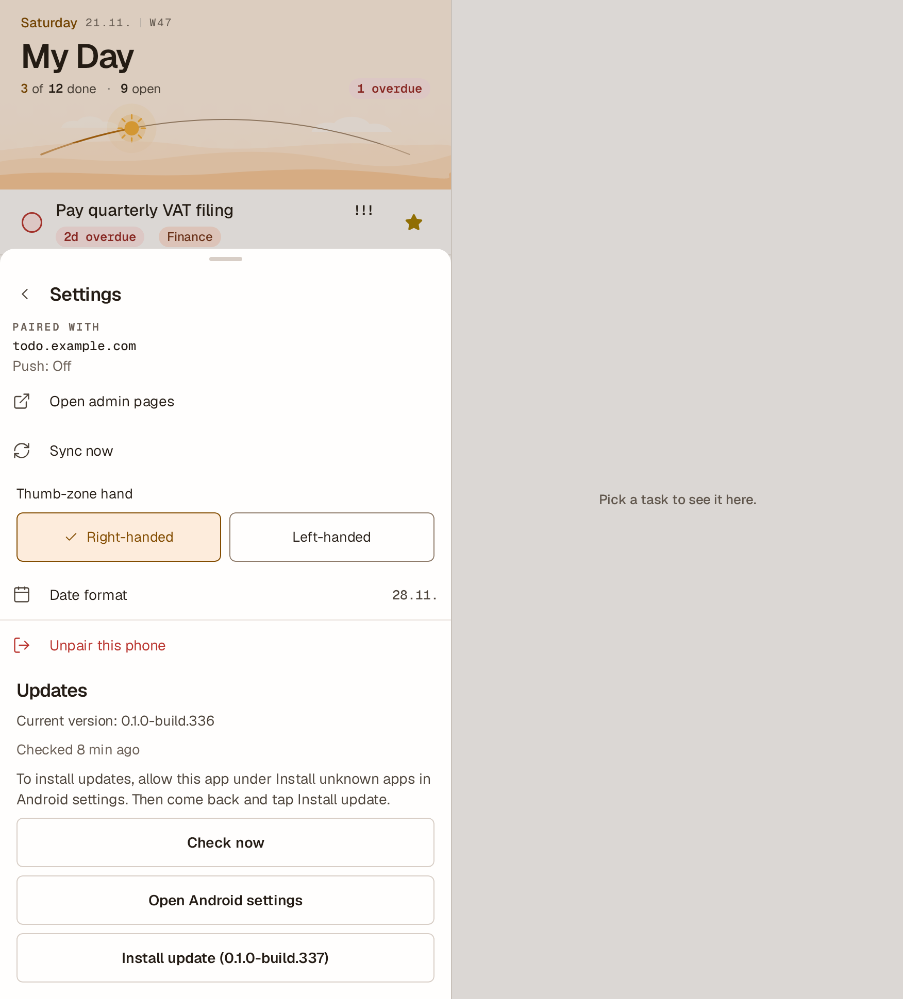 Saturday 21.11. | W47
My Day
3 of 12 done · 9 open
1 overdue
Pay quarterly VAT filing !!!
2d overdue Finance
Settings
PAIRED WITH
todo.example.com
Push: Off
Open admin pages
Sync now
Thumb-zone hand
Right-handed Left-handed
Date format 28.11.
Unpair this phone
Updates
Current version: 0.1.0-build.336
Checked 8 min ago
To install updates, allow this app under Install unknown apps in
Android settings. Then come back and tap Install update.
Check now
Open Android settings
Install update (0.1.0-build.337)
Pick a task to see it here.